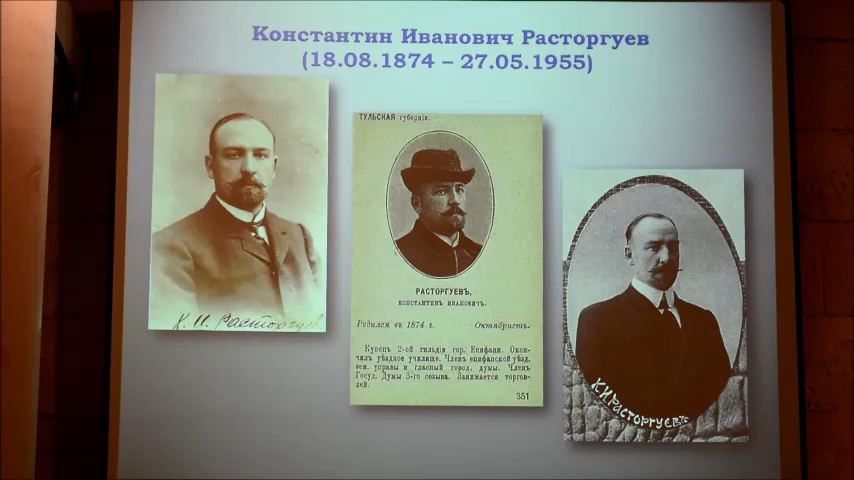 Константин Иванович Расторгуев
(18.08.1874 – 27.05.1955)
К. И. Расторгуев
ТУЛЬСКАЯ губернія.
РАСТОРГУЕВЪ,
КОНСТАНТИНЪ ИВАНОВИЧЪ.
Родился въ 1874 г. Октябристъ.
Купецъ 2-ой гильдіи гор. Епифани. Окон-
чилъ уѣздное училище. Членъ епифанской уѣзд.
зем. управы и гласный город. думы. Членъ
Госуд. Думы 3-го созыва. Занимается торгов-
лей.
351
К.И.РАСТОРГУЕВЪ